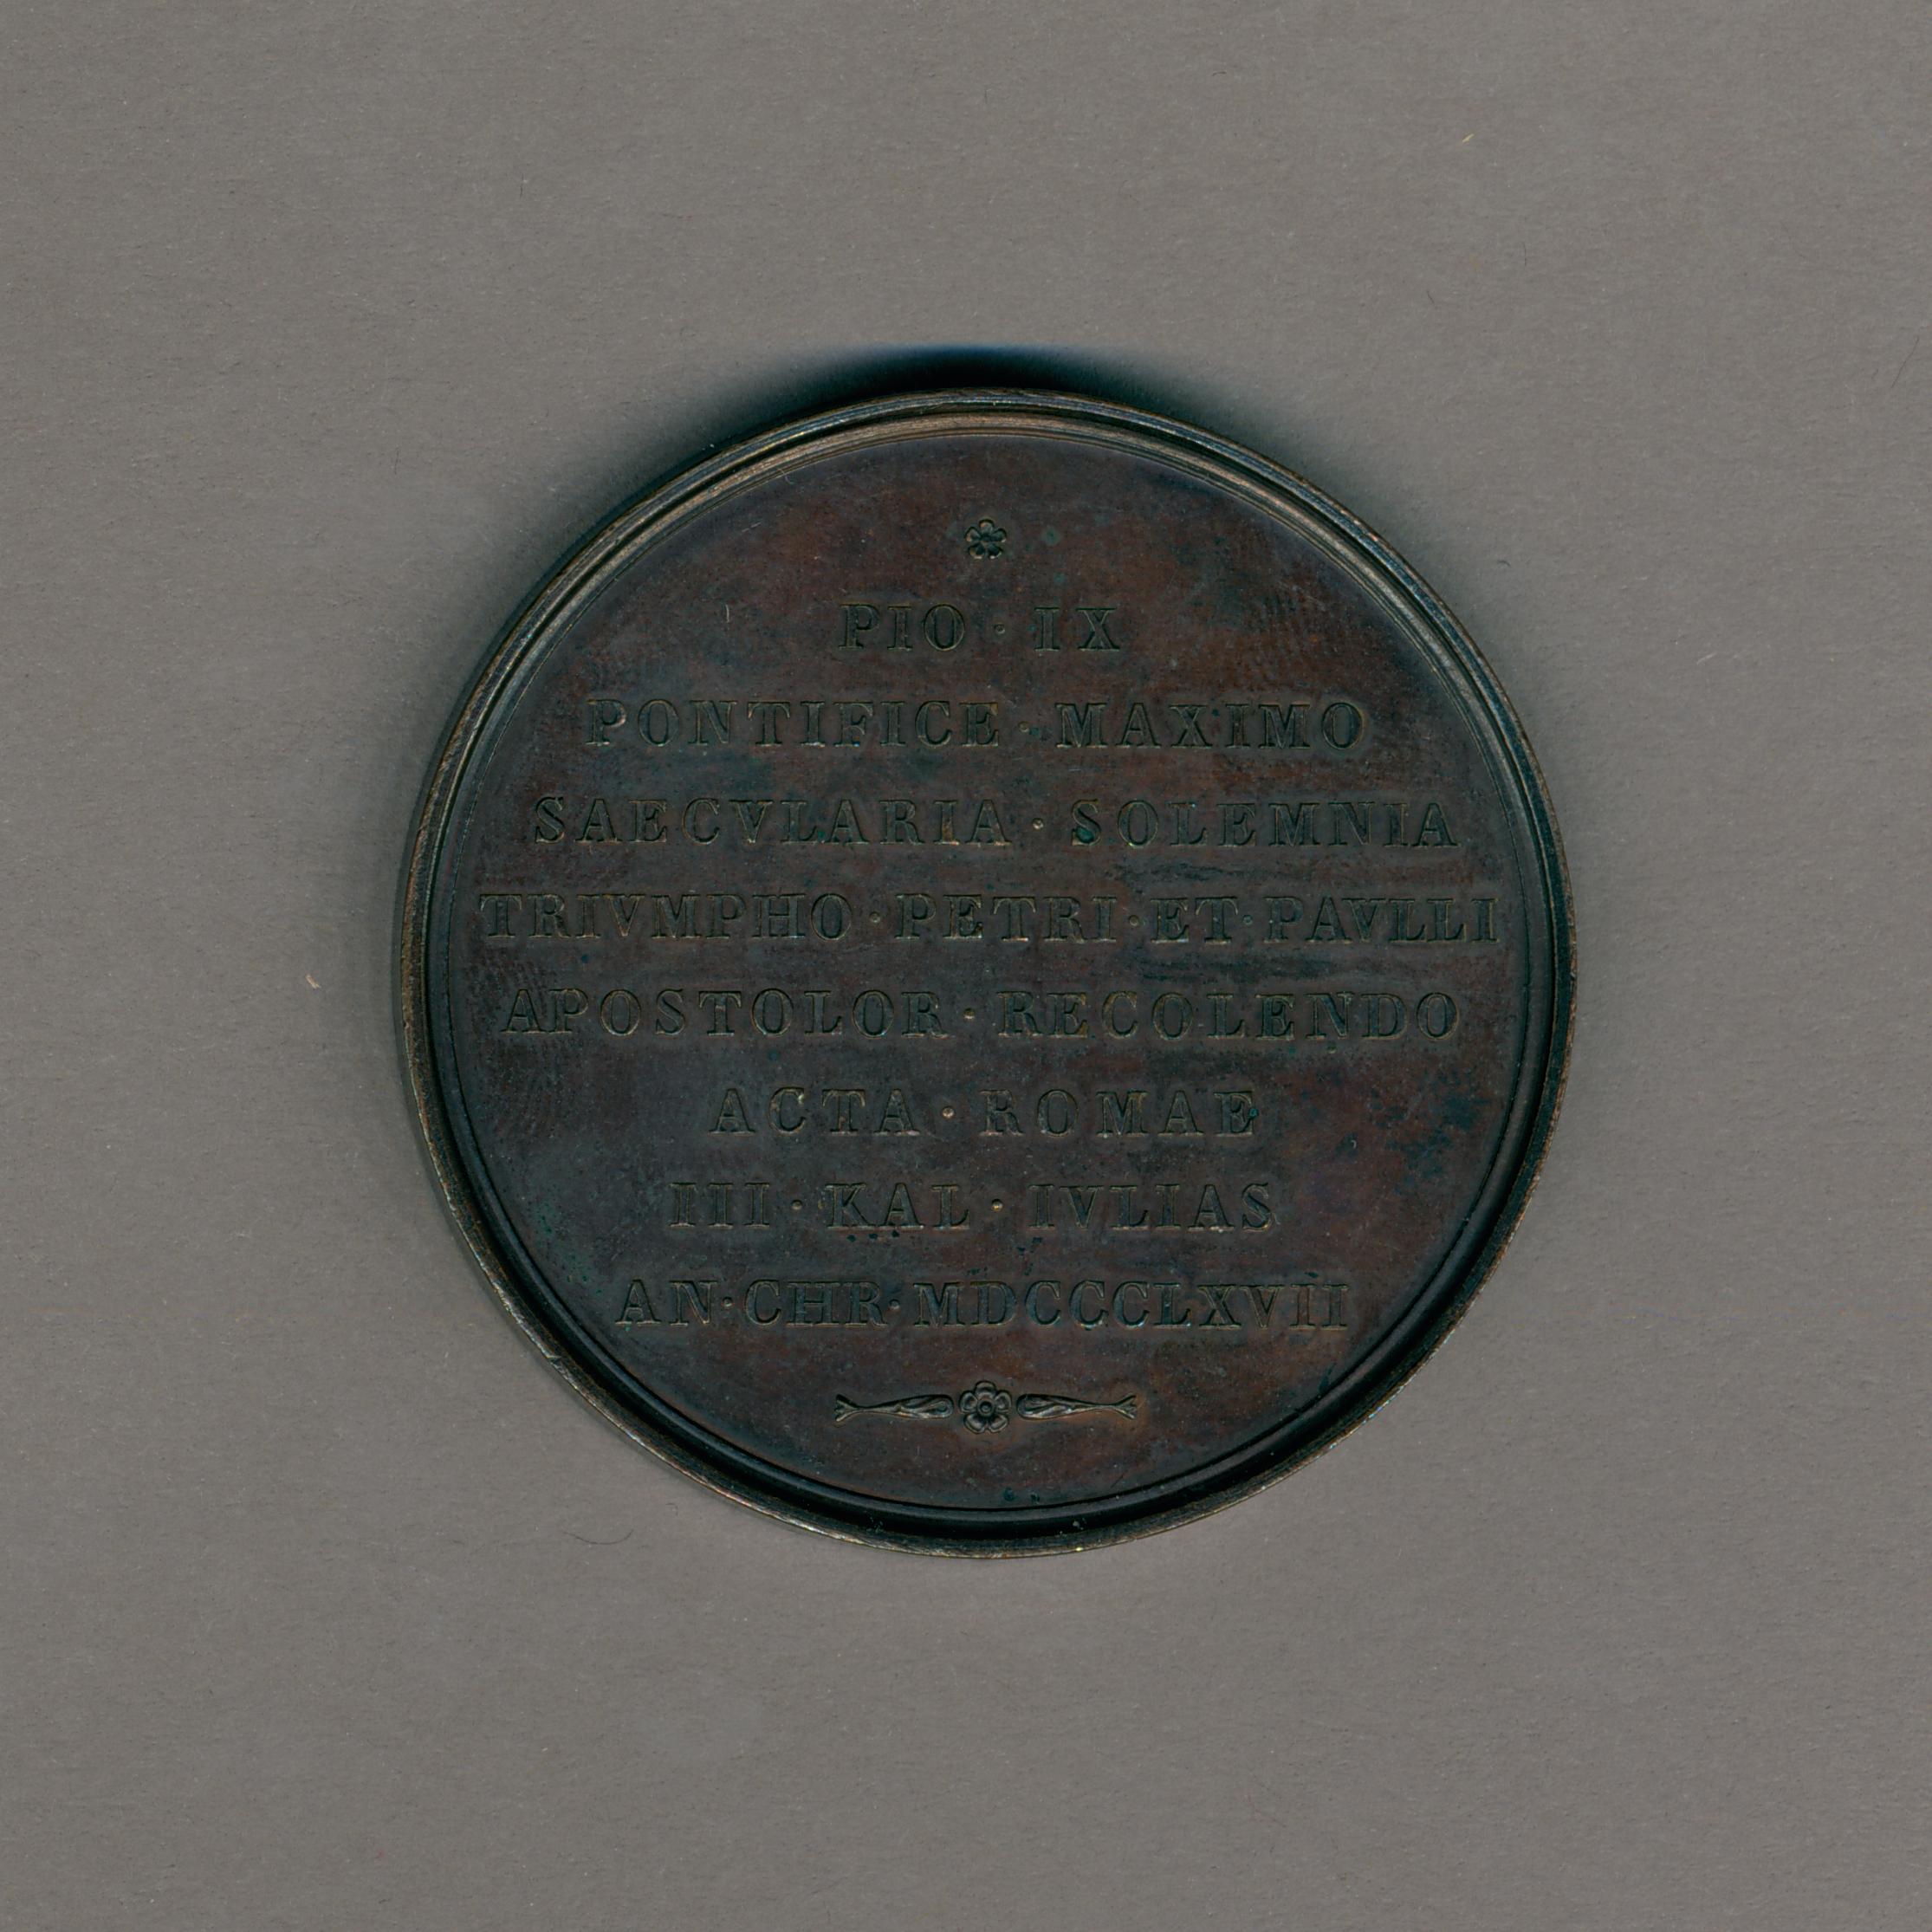 PIO · IX
PONTIFICE · MAXIMO
SAECVLARIA · SOLEMNIA
TRIVMPHO · PETRI · ET · PAVLLI
APOSTOLOR · RECOLENDO
ACTA · ROMAE
III · KAL · IVLIAS
AN · CHR · MDCCCLXVII